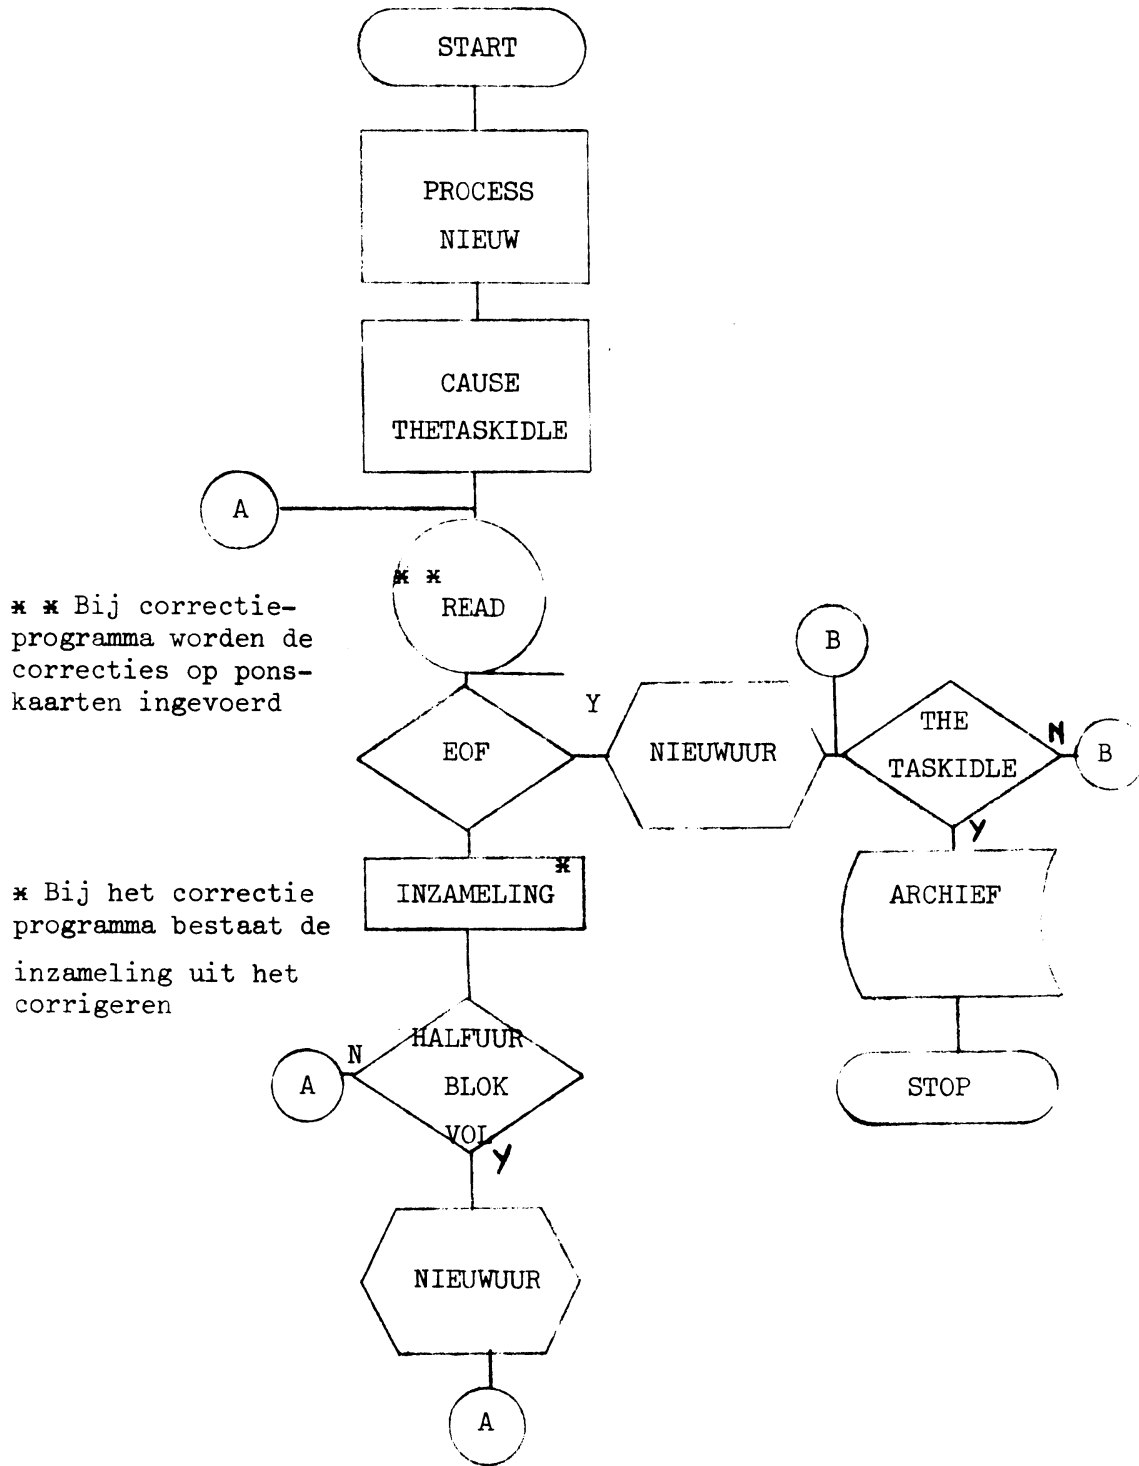 START
PROCESS
NIEUW
CAUSE
THETASKIDLE
A
* *
READ
* * Bij correctie-
programma worden de
correcties op pons-
kaarten ingevoerd
B
Y
EOF
NIEUWUUR
THE
TASKIDLE
N
B
Y
*
INZAMELING
ARCHIEF
* Bij het correctie
programma bestaat de
inzameling uit het
corrigeren
HALFUUR
BLOK
VOL
N
A
Y
STOP
NIEUWUUR
A